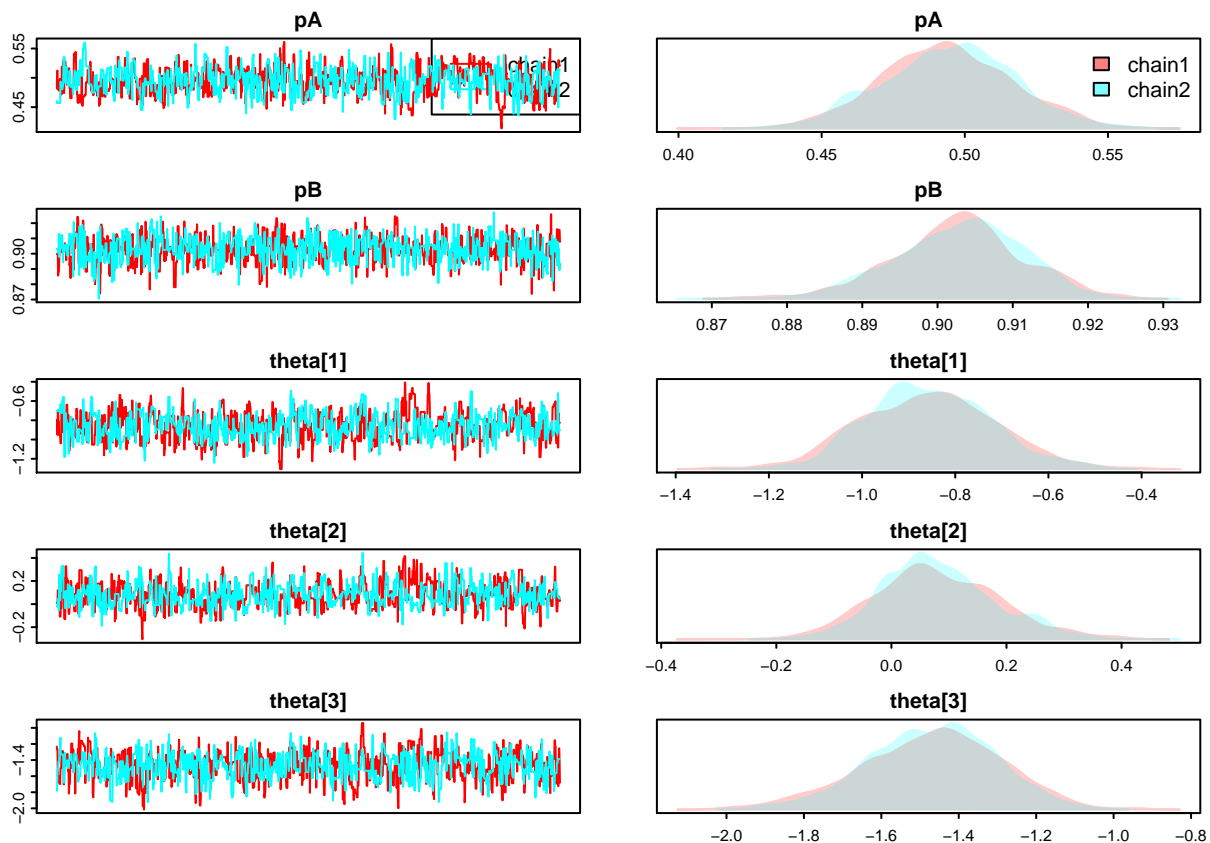 pA
0.55
0.45
chain1
chain2
pA
chain1
chain2
0.40 0.45 0.50 0.55
pB
0.90
0.87
pB
0.87 0.88 0.89 0.90 0.91 0.92 0.93
theta[1]
−0.6
−1.2
theta[1]
−1.4 −1.2 −1.0 −0.8 −0.6 −0.4
theta[2]
0.2
−0.2
theta[2]
−0.4 −0.2 0.0 0.2 0.4
theta[3]
−1.4
−2.0
theta[3]
−2.0 −1.8 −1.6 −1.4 −1.2 −1.0 −0.8